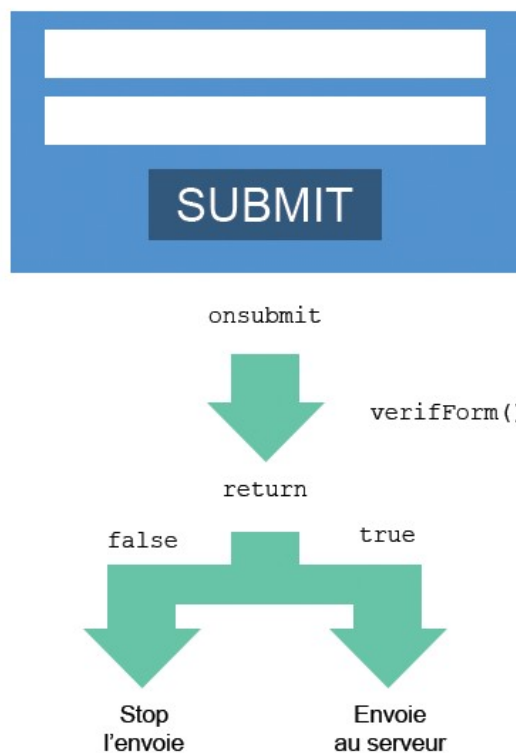 SUBMIT
onsubmit
verifForm()
return
false
true
Stop
l'envoie
Envoie
au serveur